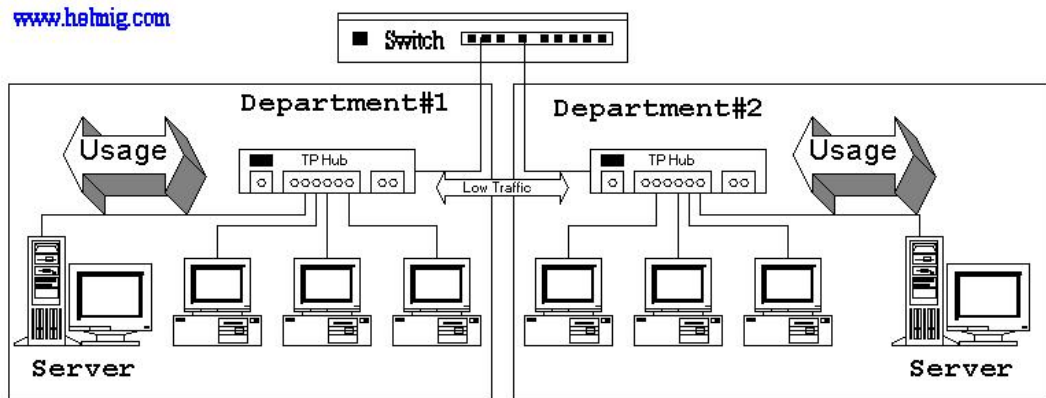 www.helmig.com
Switch
Department#1
Department#2
Usage
TP Hub
Low Traffic
TP Hub
Usage
Server
Server